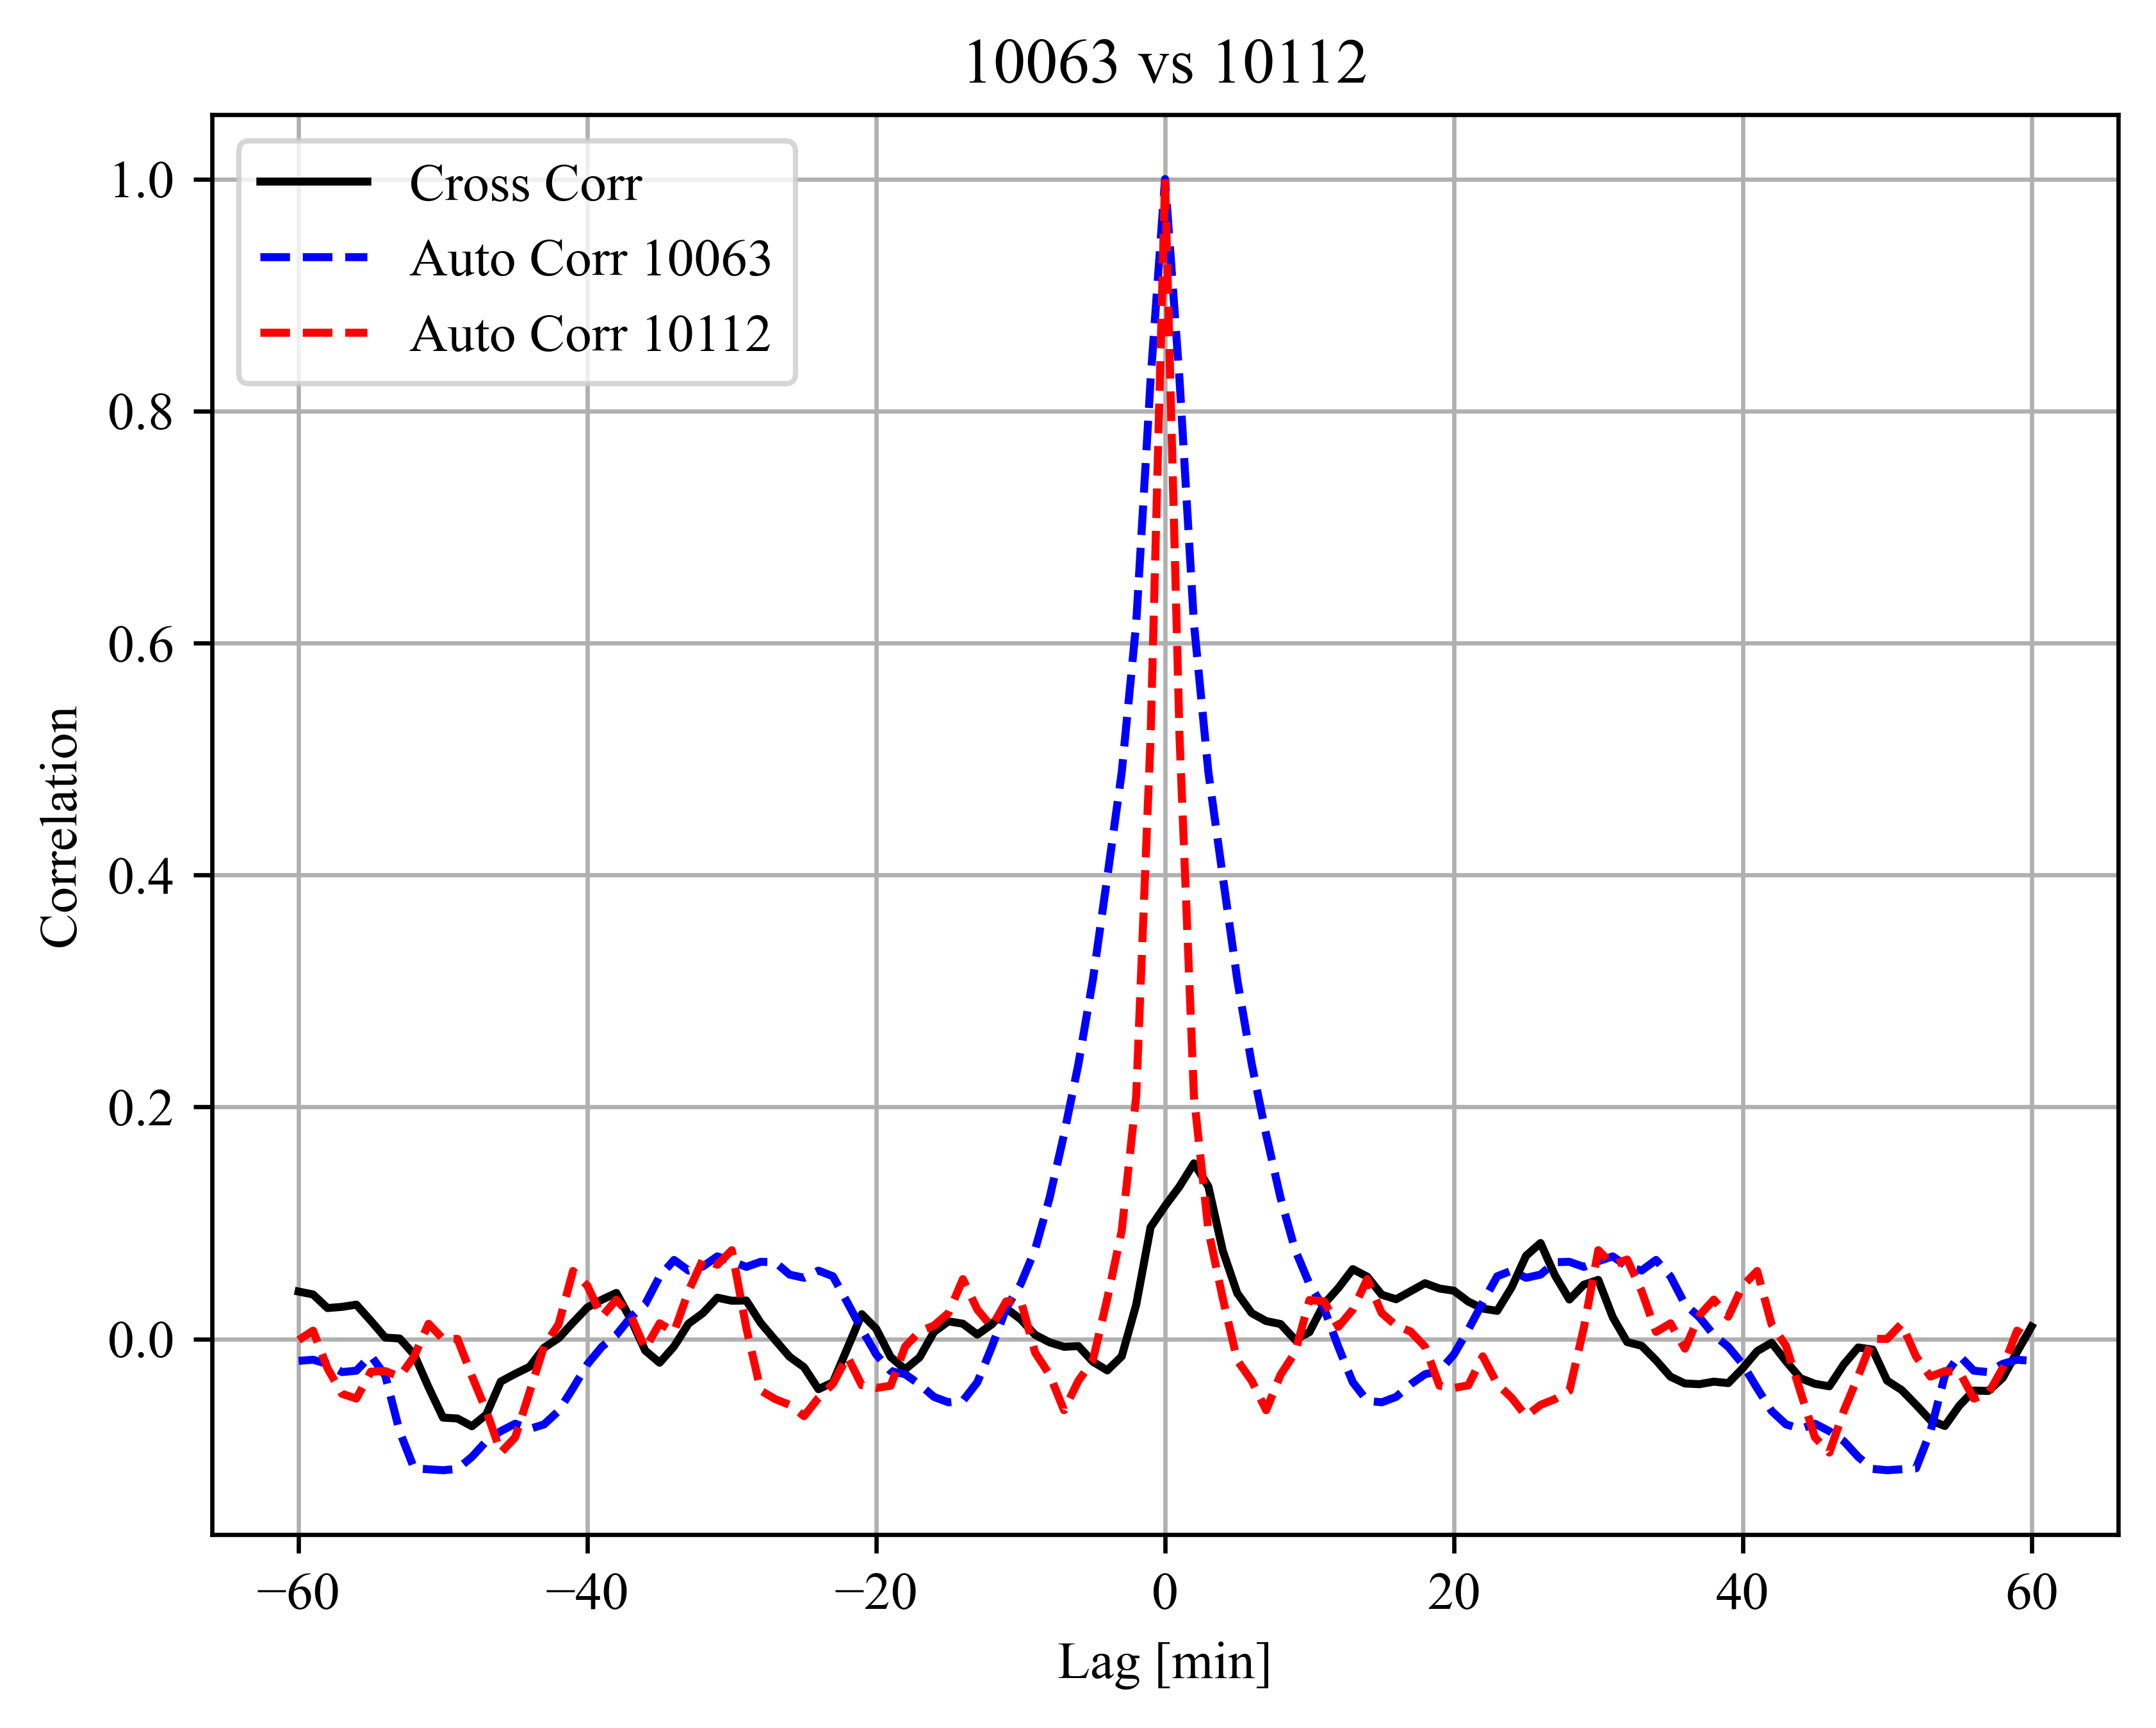 10063 vs 10112
Cross Corr
Auto Corr 10063
Auto Corr 10112
1.0
0.8
0.6
0.4
0.2
0.0
Correlation
−60
−40
−20
0
20
40
60
Lag [min]